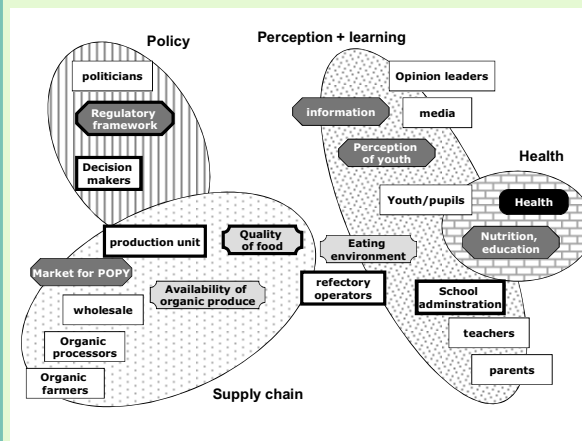 Policy
Perception + learning
politicians
Opinion leaders
Regulatory
framework
information
media
Perception
of youth
Health
Decision
makers
Youth/pupils
Health
production unit
Quality
of food
Eating
environment
Nutrition,
education
Market for POPY
Availability of
organic produce
refectory
operators
School
adminstration
wholesale
teachers
Organic
processors
parents
Organic
farmers
Supply chain